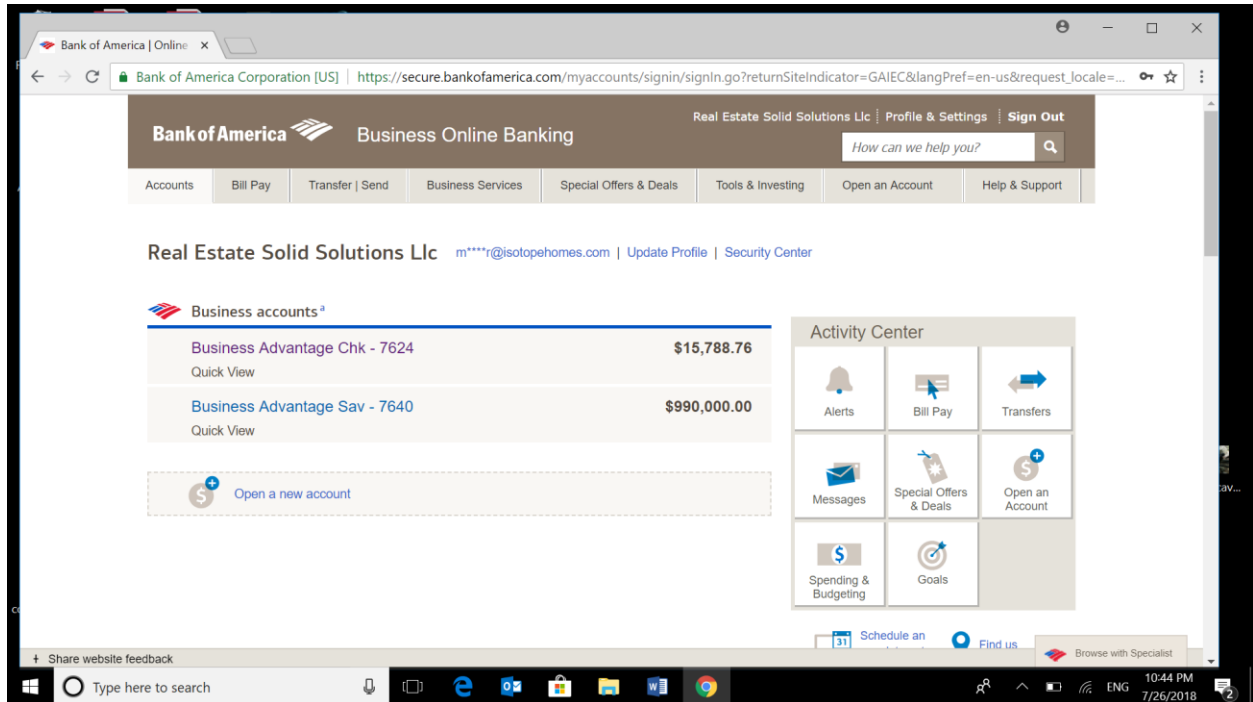 Bank of America | Online
Bank of America Corporation [US] | https://secure.bankofamerica.com/myaccounts/signin/signIn.go?returnSiteIndicator=GAIEC&langPref=en-us&request_locale=...
Real Estate Solid Solutions Llc Profile & Settings Sign Out
Bank of America Business Online Banking
How can we help you?
Accounts Bill Pay Transfer | Send Business Services Special Offers & Deals Tools & Investing Open an Account Help & Support
Real Estate Solid Solutions Llc m****r@isotopehomes.com | Update Profile | Security Center
Business accounts a
Business Advantage Chk - 7624 $15,788.76
Quick View
Business Advantage Sav - 7640 $990,000.00
Quick View
Open a new account
Activity Center
Alerts Bill Pay Transfers
Messages Special Offers & Deals Open an Account
Spending & Budgeting Goals
31 Schedule an
Find us
Browse with Specialist
+ Share website feedback
Type here to search
ENG
10:44 PM
7/26/2018
2